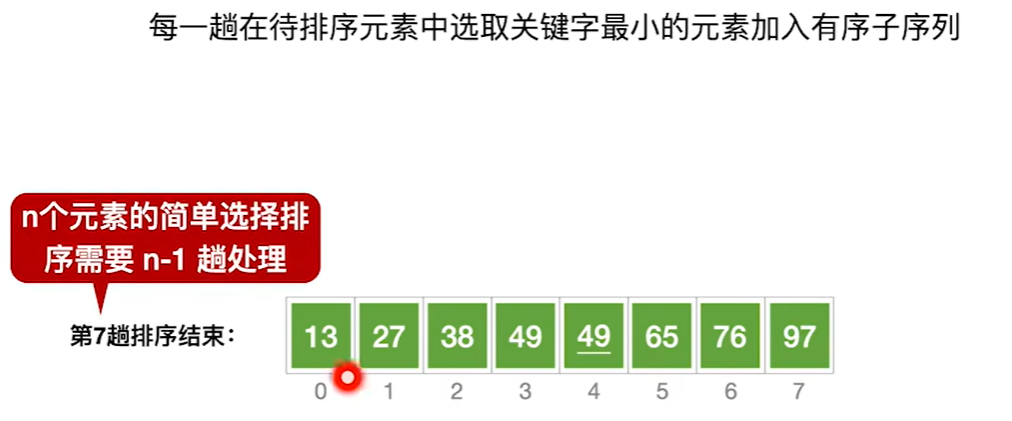 每一趟在待排序元素中选取关键字最小的元素加入有序子序列
n个元素的简单选择排
序需要 n-1 趟处理
第7趟排序结束：
13 27 38 49 49 65 76 97
0 1 2 3 4 5 6 7